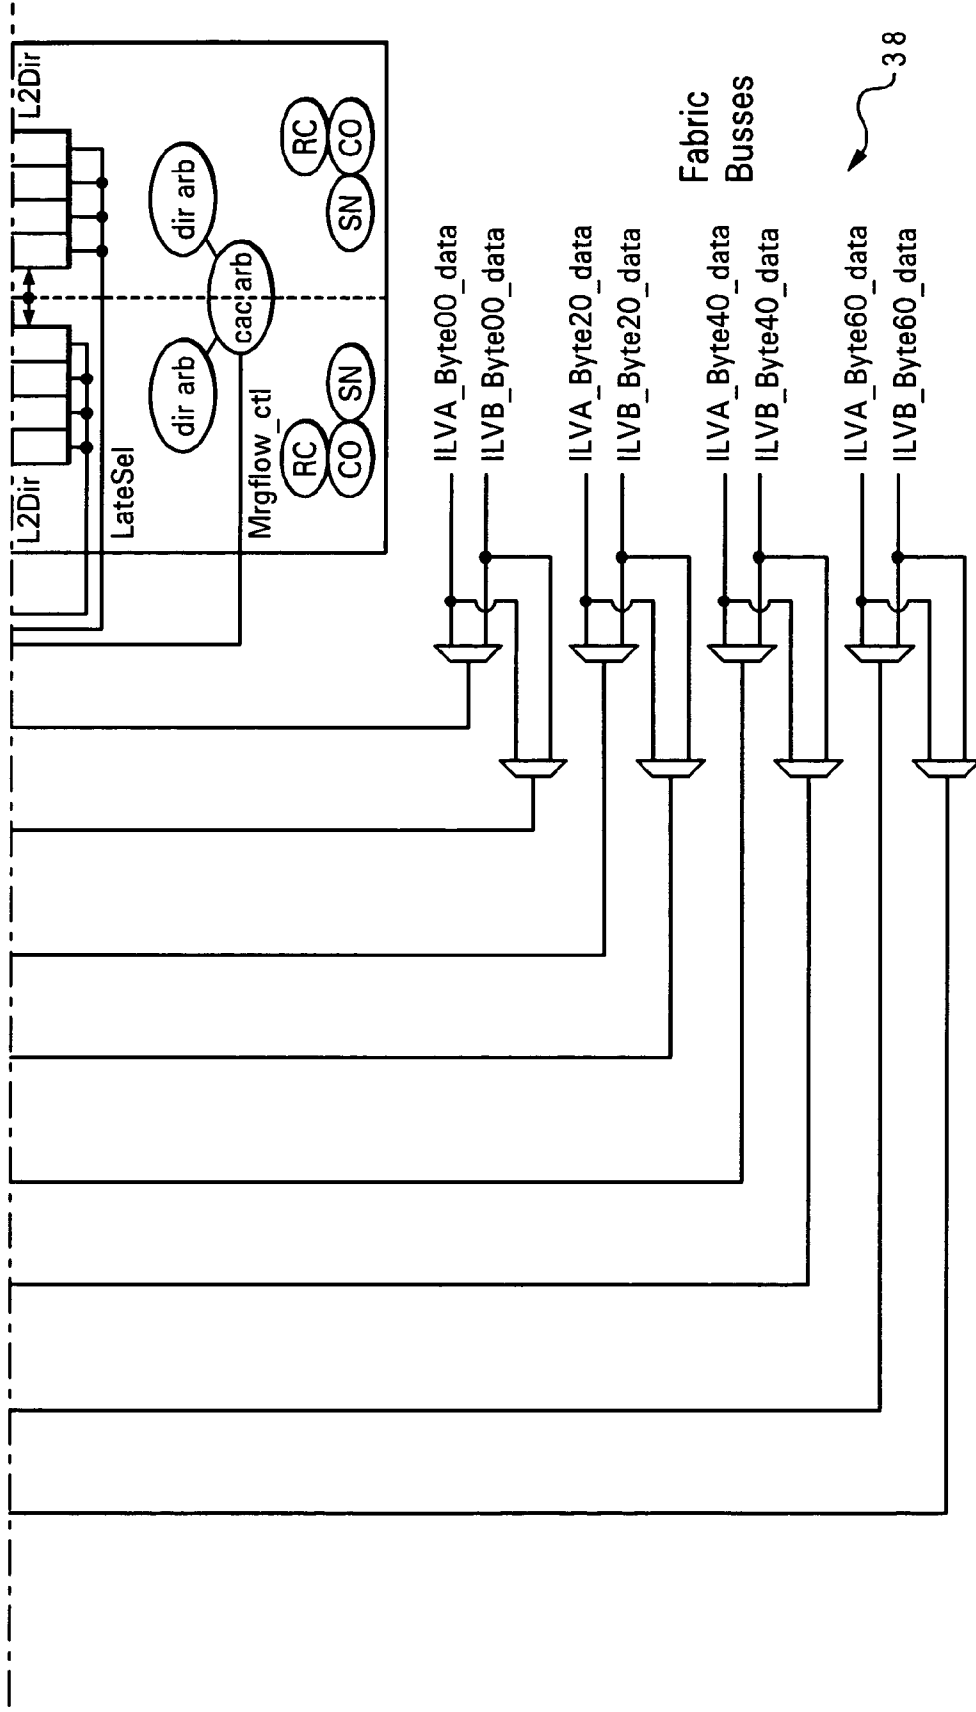 L2Dir
L2Dir
LateSel
dir arb
dir arb
cac arb
Mrgflow_ctl
RC
CO
SN
SN
CO
RC
ILVA_Byte00_data
ILVB_Byte00_data
ILVA_Byte20_data
ILVB_Byte20_data
ILVA_Byte40_data
ILVB_Byte40_data
ILVA_Byte60_data
ILVB_Byte60_data
Fabric
Busses
38